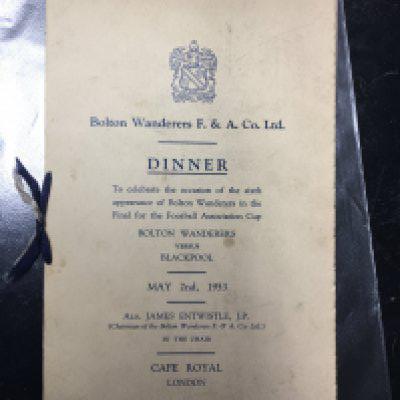 Bolton Wanderers F. & A. Co. Ltd.
DINNER
To celebrate the occasion of the sixth
appearance of Bolton Wanderers in the
Final for the Football Association Cup
BOLTON WANDERERS
VERSUS
BLACKPOOL
MAY 2nd, 1953
ALD. JAMES ENTWISTLE, J.P.
(Chairman of the Bolton Wanderers F. & A. Co. Ltd.)
IN THE CHAIR
CAFE ROYAL
LONDON